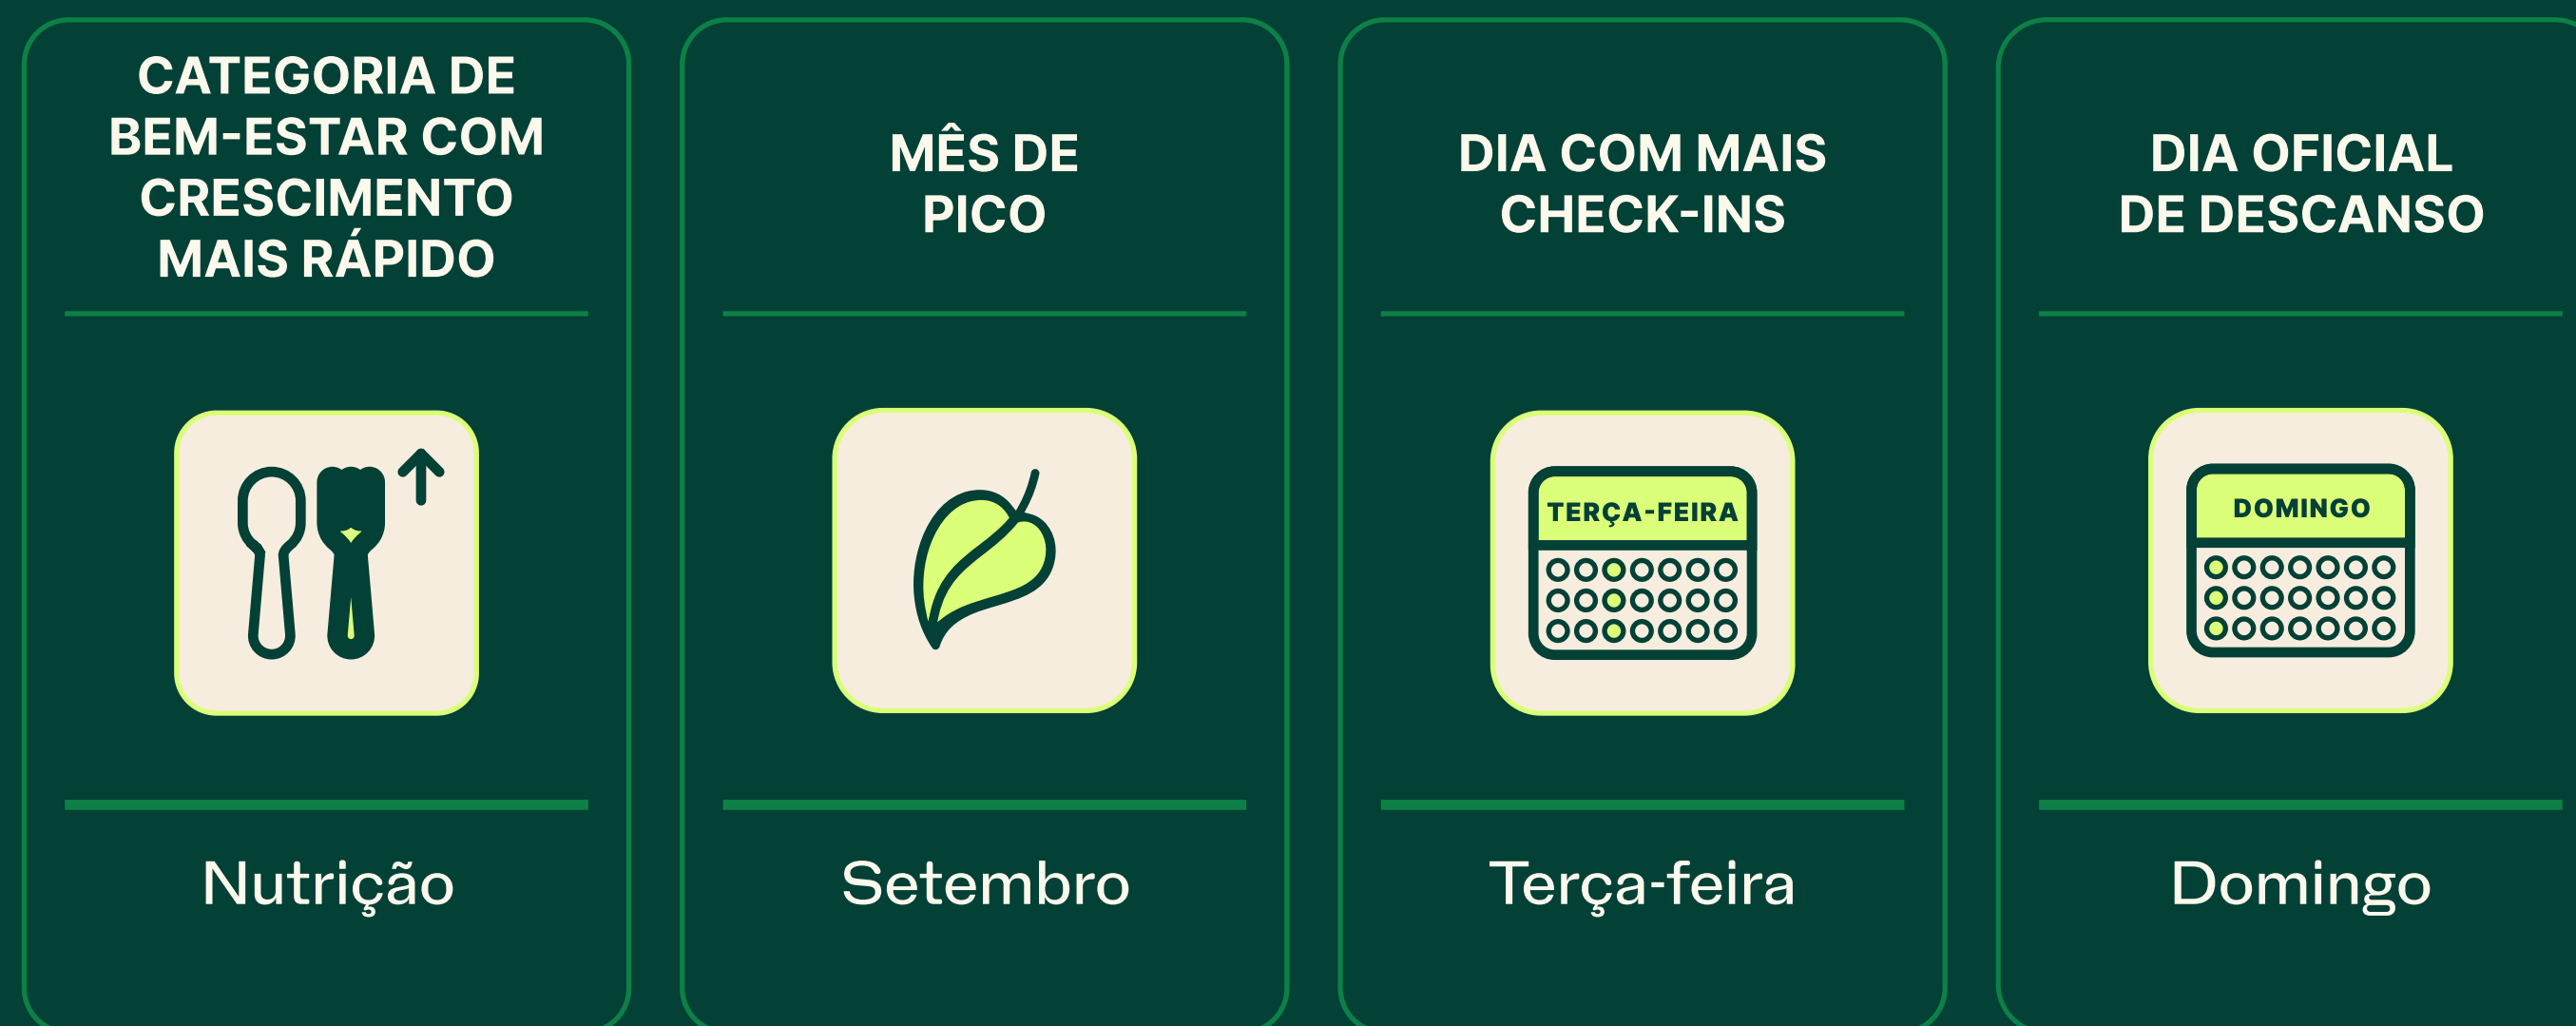 CATEGORIA DE
BEM-ESTAR COM
CRESCIMENTO
MAIS RÁPIDO
Nutrição
MÊS DE
PICO
Setembro
DIA COM MAIS
CHECK-INS
TERÇA-FEIRA
Terça-feira
DIA OFICIAL
DE DESCANSO
DOMINGO
Domingo